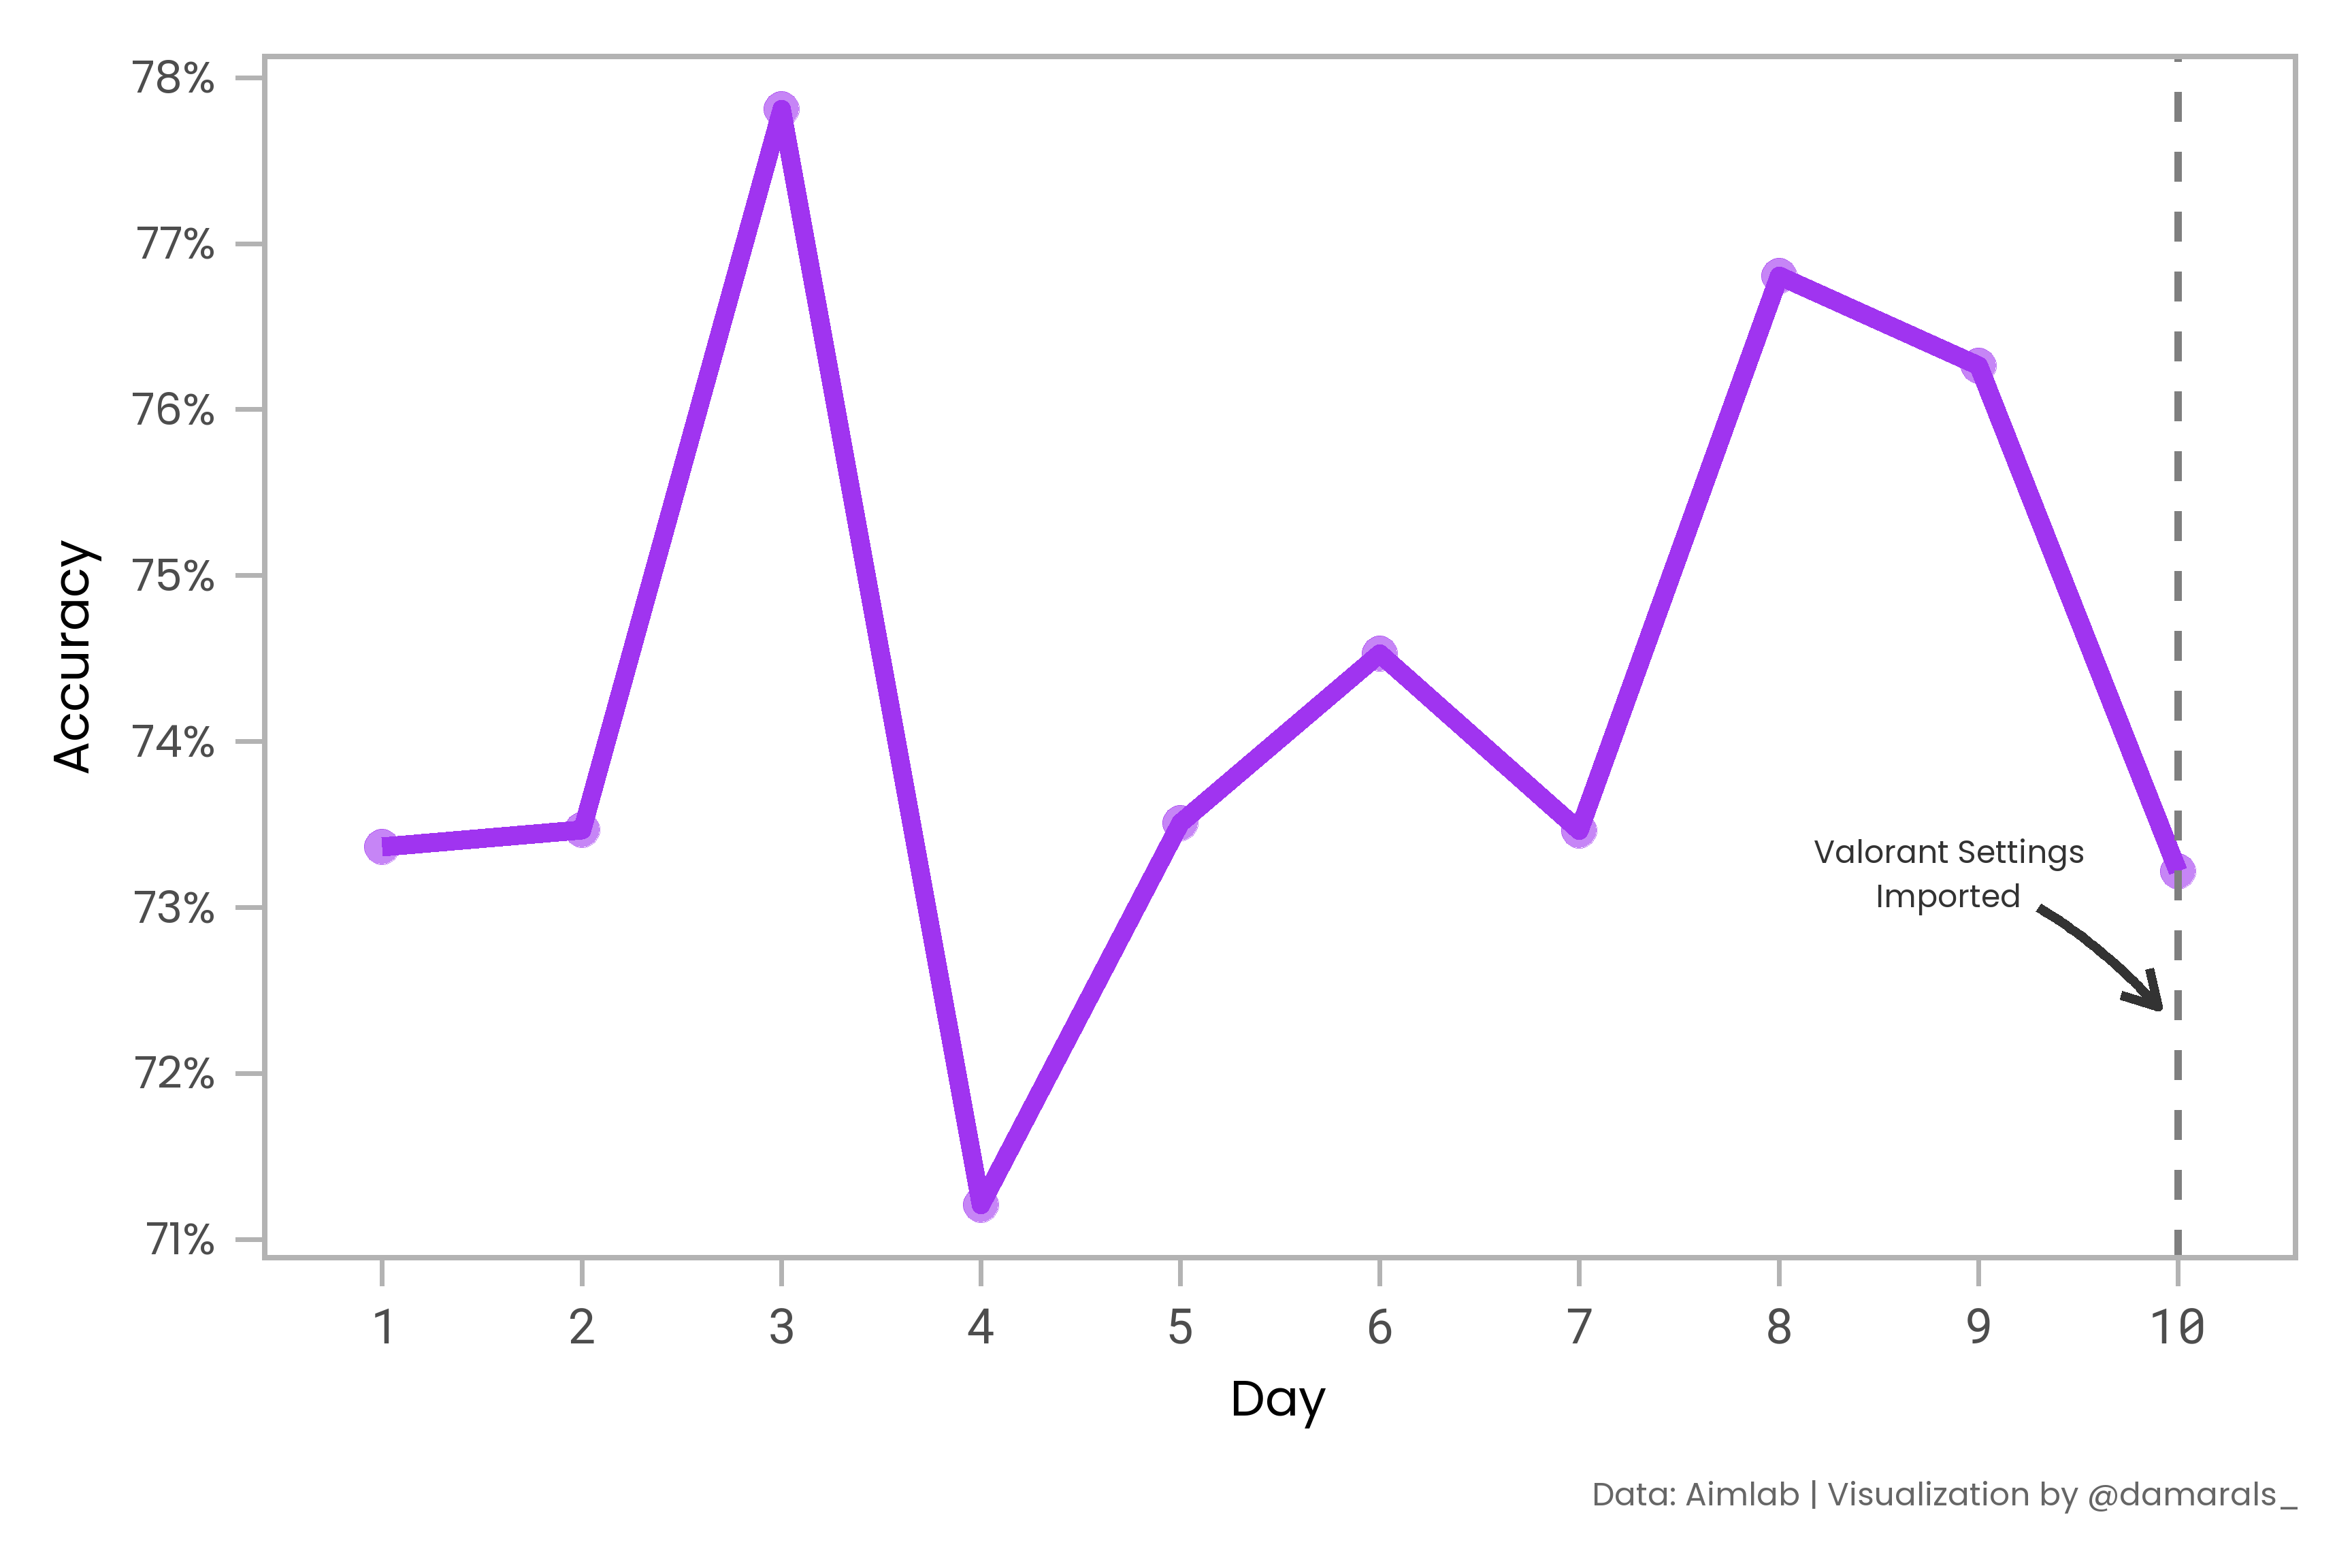 78%
77%
76%
75%
74%
73%
72%
71%
Accuracy
Valorant Settings
Imported
1 2 3 4 5 6 7 8 9 10
Day
Data: Aimlab | Visualization by @damarals_